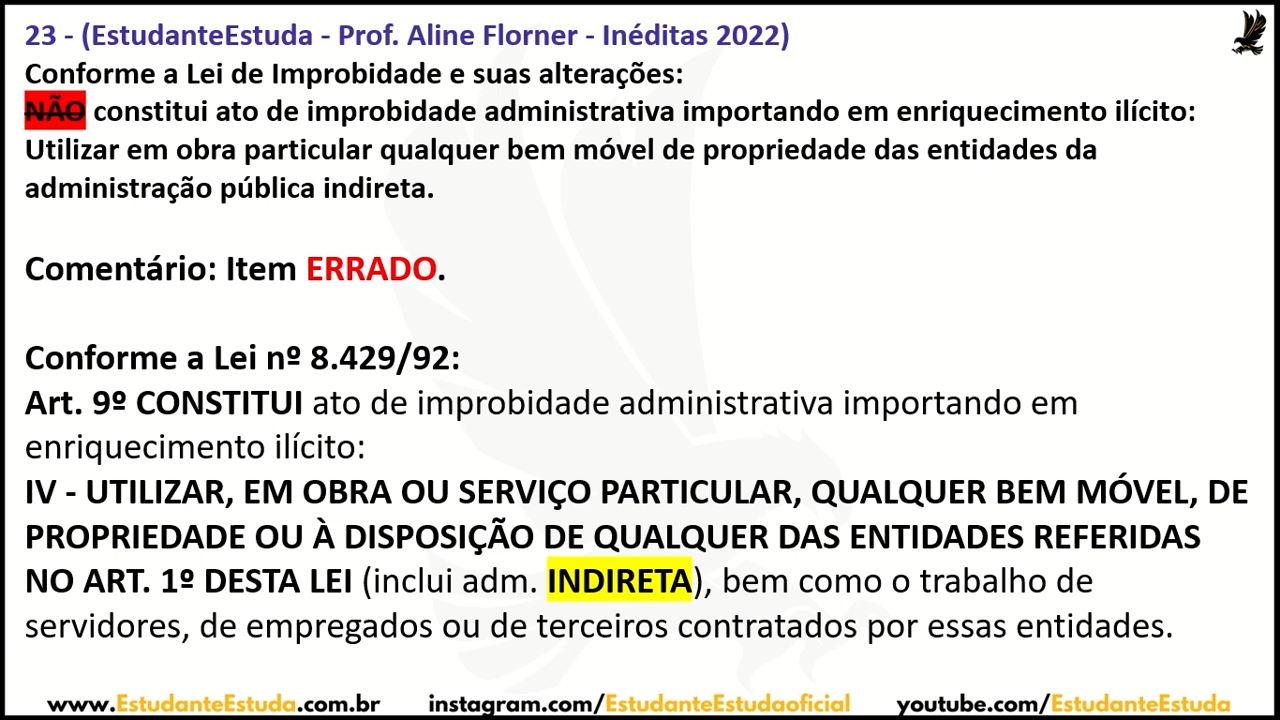 23 - (EstudanteEstuda - Prof. Aline Florner - Inéditas 2022)
Conforme a Lei de Improbidade e suas alterações:
NÃO constitui ato de improbidade administrativa importando em enriquecimento ilícito:
Utilizar em obra particular qualquer bem móvel de propriedade das entidades da
administração pública indireta.
Comentário: Item ERRADO.
Conforme a Lei nº 8.429/92:
Art. 9º CONSTITUI ato de improbidade administrativa importando em
enriquecimento ilícito:
IV - UTILIZAR, EM OBRA OU SERVIÇO PARTICULAR, QUALQUER BEM MÓVEL, DE
PROPRIEDADE OU À DISPOSIÇÃO DE QUALQUER DAS ENTIDADES REFERIDAS
NO ART. 1º DESTA LEI (inclui adm. INDIRETA), bem como o trabalho de
servidores, de empregados ou de terceiros contratados por essas entidades.
www.EstudanteEstuda.com.br instagram.com/EstudanteEstudaoficial youtube.com/EstudanteEstuda